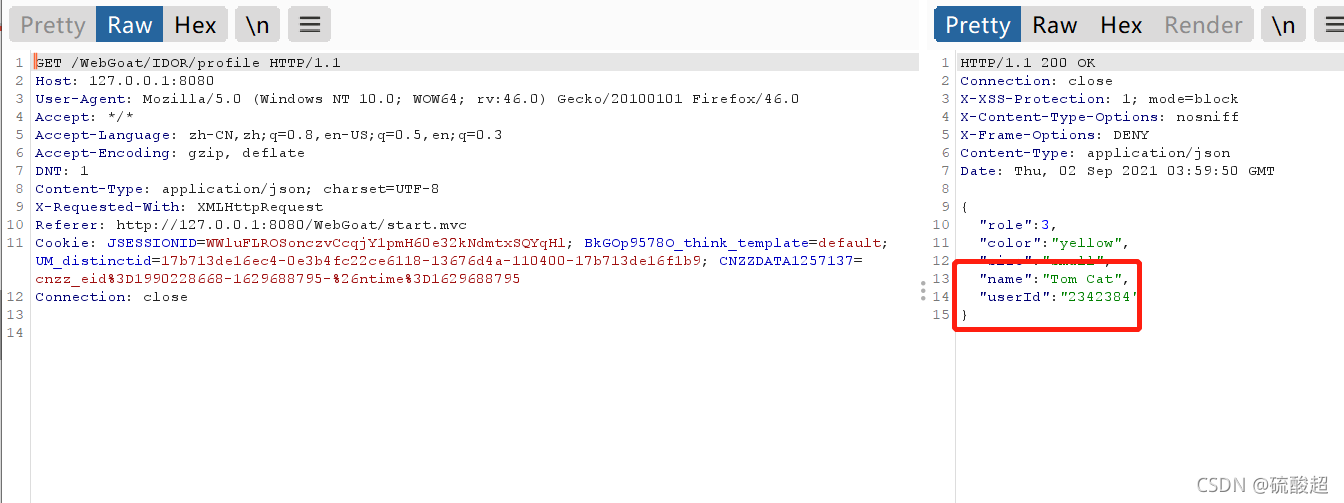 Pretty Raw Hex \n
1 GET /WebGoat/IDOR/profile HTTP/1.1
2 Host: 127.0.0.1:8080
3 User-Agent: Mozilla/5.0 (Windows NT 10.0; WOW64; rv:46.0) Gecko/20100101 Firefox/46.0
4 Accept: */*
5 Accept-Language: zh-CN,zh;q=0.8,en-US;q=0.5,en;q=0.3
6 Accept-Encoding: gzip, deflate
7 DNT: 1
8 Content-Type: application/json; charset=UTF-8
9 X-Requested-With: XMLHttpRequest
10 Referer: http://127.0.0.1:8080/WebGoat/start.mvc
11 Cookie: JSESSIONID=WWluFLROSonczvCcqjYlpmH60e32kNdmtxSQYqHl; BkGOp9578O_think_template=default;
UM_distinctid=17b713de16ec4-0e3b4fc22ce6118-13676d4a-110400-17b713de16f1b9; CNZZDATA1257137=
cnzz_eid%3D1990228668-1629688795-%26ntime%3D1629688795
12 Connection: close
13
14
Pretty Raw Hex Render \n
1 HTTP/1.1 200 OK
2 Connection: close
3 X-XSS-Protection: 1; mode=block
4 X-Content-Type-Options: nosniff
5 X-Frame-Options: DENY
6 Content-Type: application/json
7 Date: Thu, 02 Sep 2021 03:59:50 GMT
8
9 {
10 "role":3,
11 "color":"yellow",
12 "size":"small",
13 "name":"Tom Cat",
14 "userId":"2342384"
15 }
CSDN @硫酸超